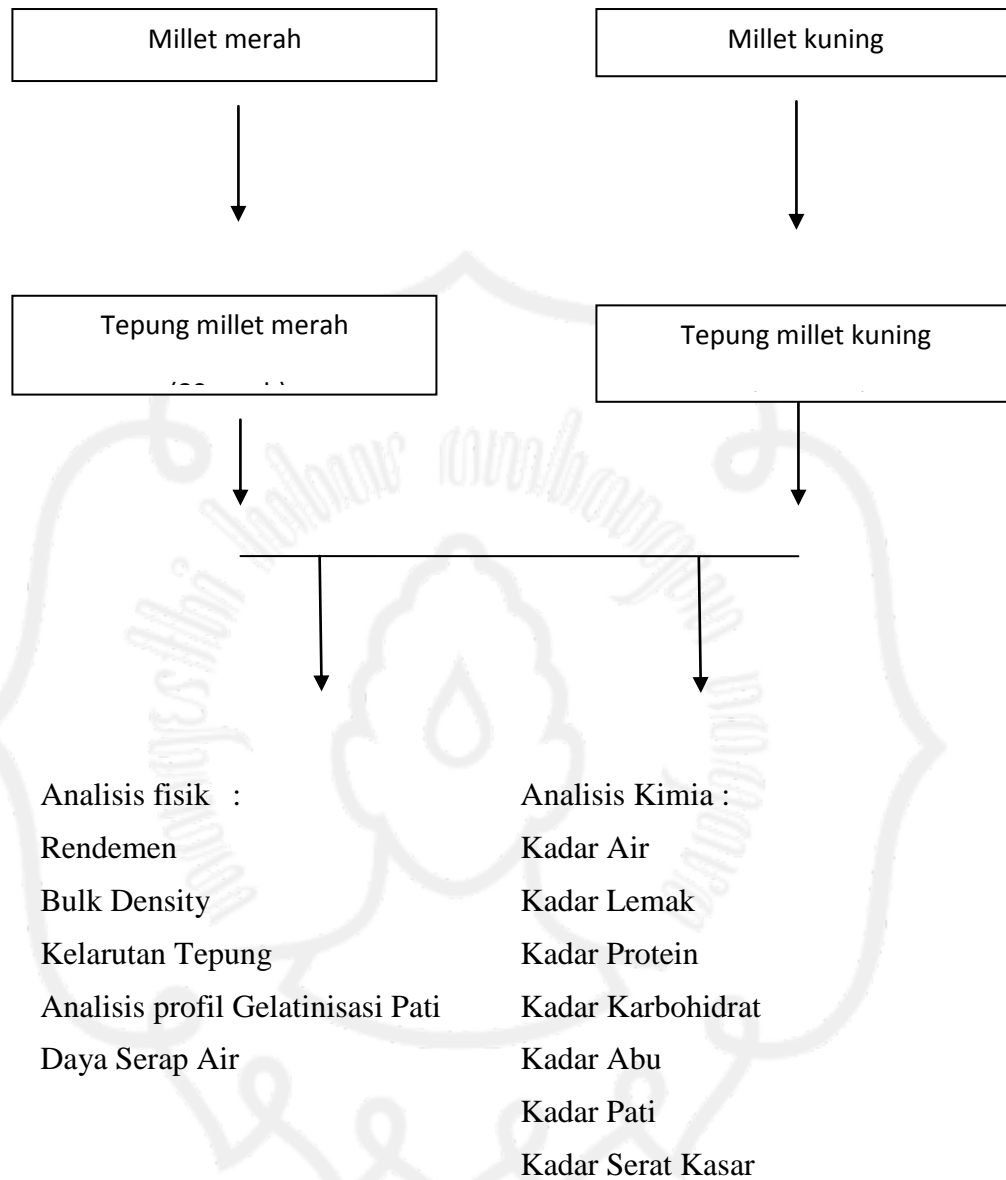 Millet merah
Millet kuning
Tepung millet merah
Tepung millet kuning
Analisis fisik :
Rendemen
Bulk Density
Kelarutan Tepung
Analisis profil Gelatinisasi Pati
Daya Serap Air
Analisis Kimia :
Kadar Air
Kadar Lemak
Kadar Protein
Kadar Karbohidrat
Kadar Abu
Kadar Pati
Kadar Serat Kasar